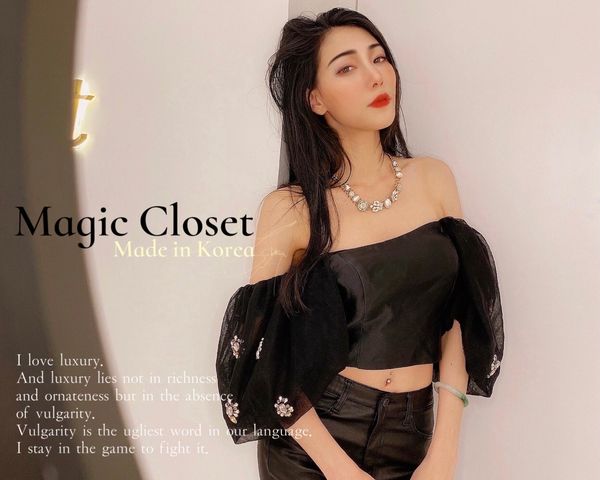 t
Magic Closet
Made in Korea
I love luxury.
And luxury lies not in richness
and ornateness but in the absence
of vulgarity.
Vulgarity is the ugliest word in our language.
I stay in the game to fight it.